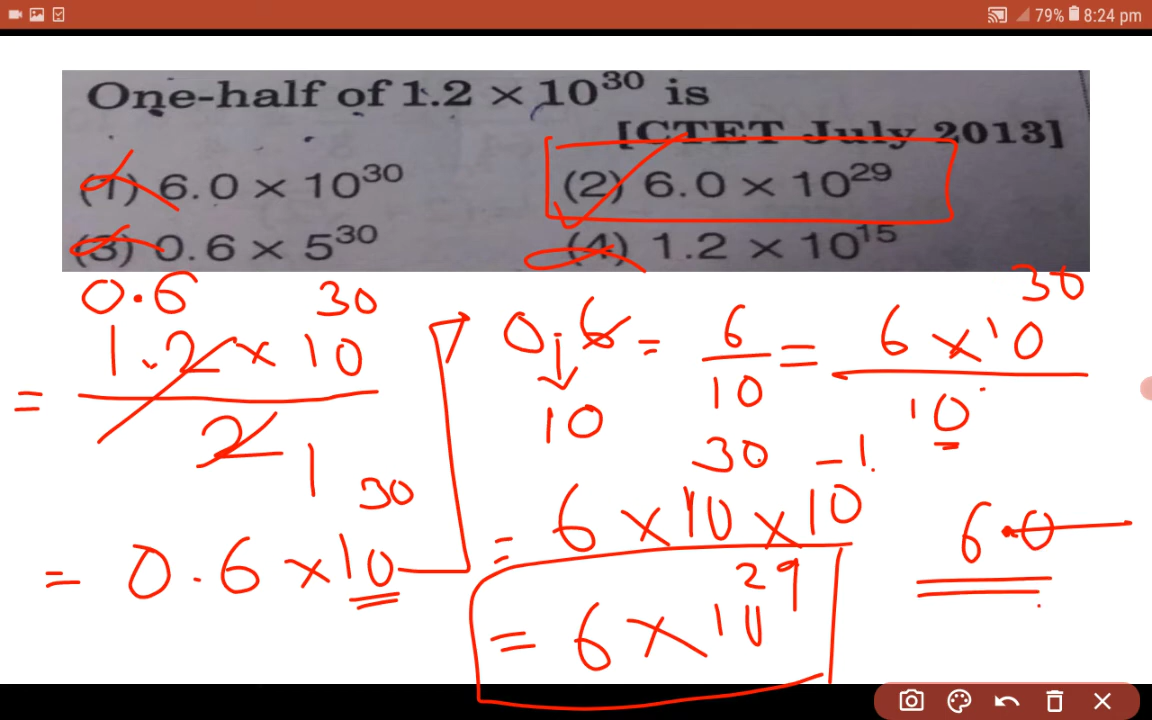 79% 8:24 pm
One-half of 1.2 × 10³⁰ is
[CTET July 2013]
(1) 6.0 × 10³⁰ (2) 6.0 × 10²⁹
(3) 0.6 × 5³⁰ (4) 1.2 × 10¹⁵
0.6
= 1.2 × 10³⁰ / 2 1
= 0.6 × 10³⁰
0.6 = 6 / 10 = 6 × 10³⁰ / 10
10
= 6 × 10³⁰ × 10⁻¹
= 6 × 10²⁹
6.0